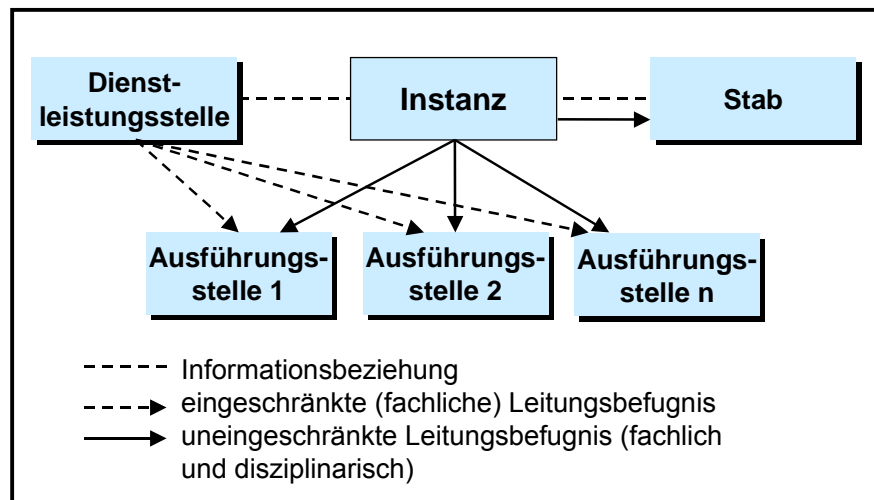 Dienst-
leistungsstelle
Instanz
Stab
Ausführungs-
stelle 1
Ausführungs-
stelle 2
Ausführungs-
stelle n
Informationsbeziehung
eingeschränkte (fachliche) Leitungsbefugnis
uneingeschränkte Leitungsbefugnis (fachlich
und disziplinarisch)